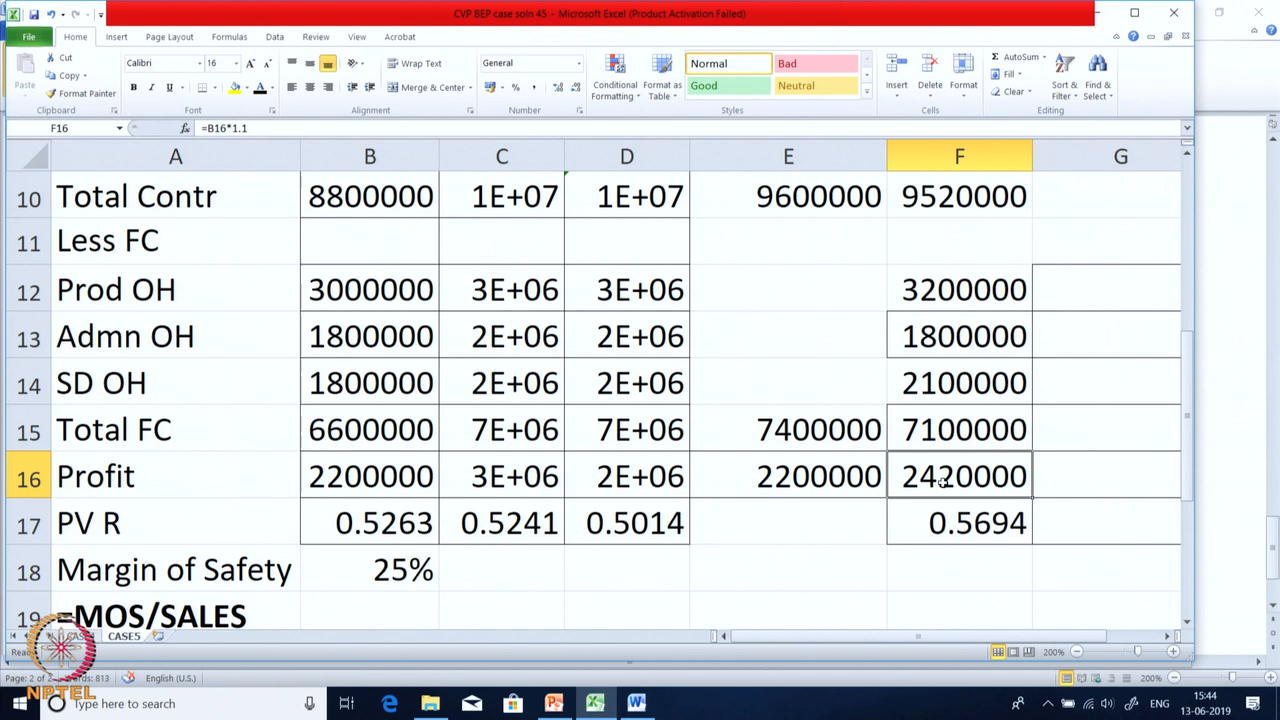 CVP BEP case soln 45 - Microsoft Excel (Product Activation Failed)
File Home Insert Page Layout Formulas Data Review View Acrobat
Paste
Cut
Copy
Format Painter
Clipboard
Calibri 16
B I U
Font
Wrap Text
Merge & Center
Alignment
General
Number
Conditional Formatting
Format as Table
Normal Bad
Good Neutral
Styles
Insert Delete Format
Cells
AutoSum
Fill
Clear
Sort & Filter
Find & Select
Editing
F16 fx =B16*1.1
A B C D E F G
10 Total Contr 8800000 1E+07 1E+07 9600000 9520000
11 Less FC
12 Prod OH 3000000 3E+06 3E+06 3200000
13 Admn OH 1800000 2E+06 2E+06 1800000
14 SD OH 1800000 2E+06 2E+06 2100000
15 Total FC 6600000 7E+06 7E+06 7400000 7100000
16 Profit 2200000 3E+06 2E+06 2200000 2420000
17 PV R 0.5263 0.5241 0.5014 0.5694
18 Margin of Safety 25%
19 =MOS/SALES
CASE5
200%
NPTEL
Page: 2 of 2 Words: 813 English (U.S.) 200%
Type here to search
ENG
15:44
13-06-2019